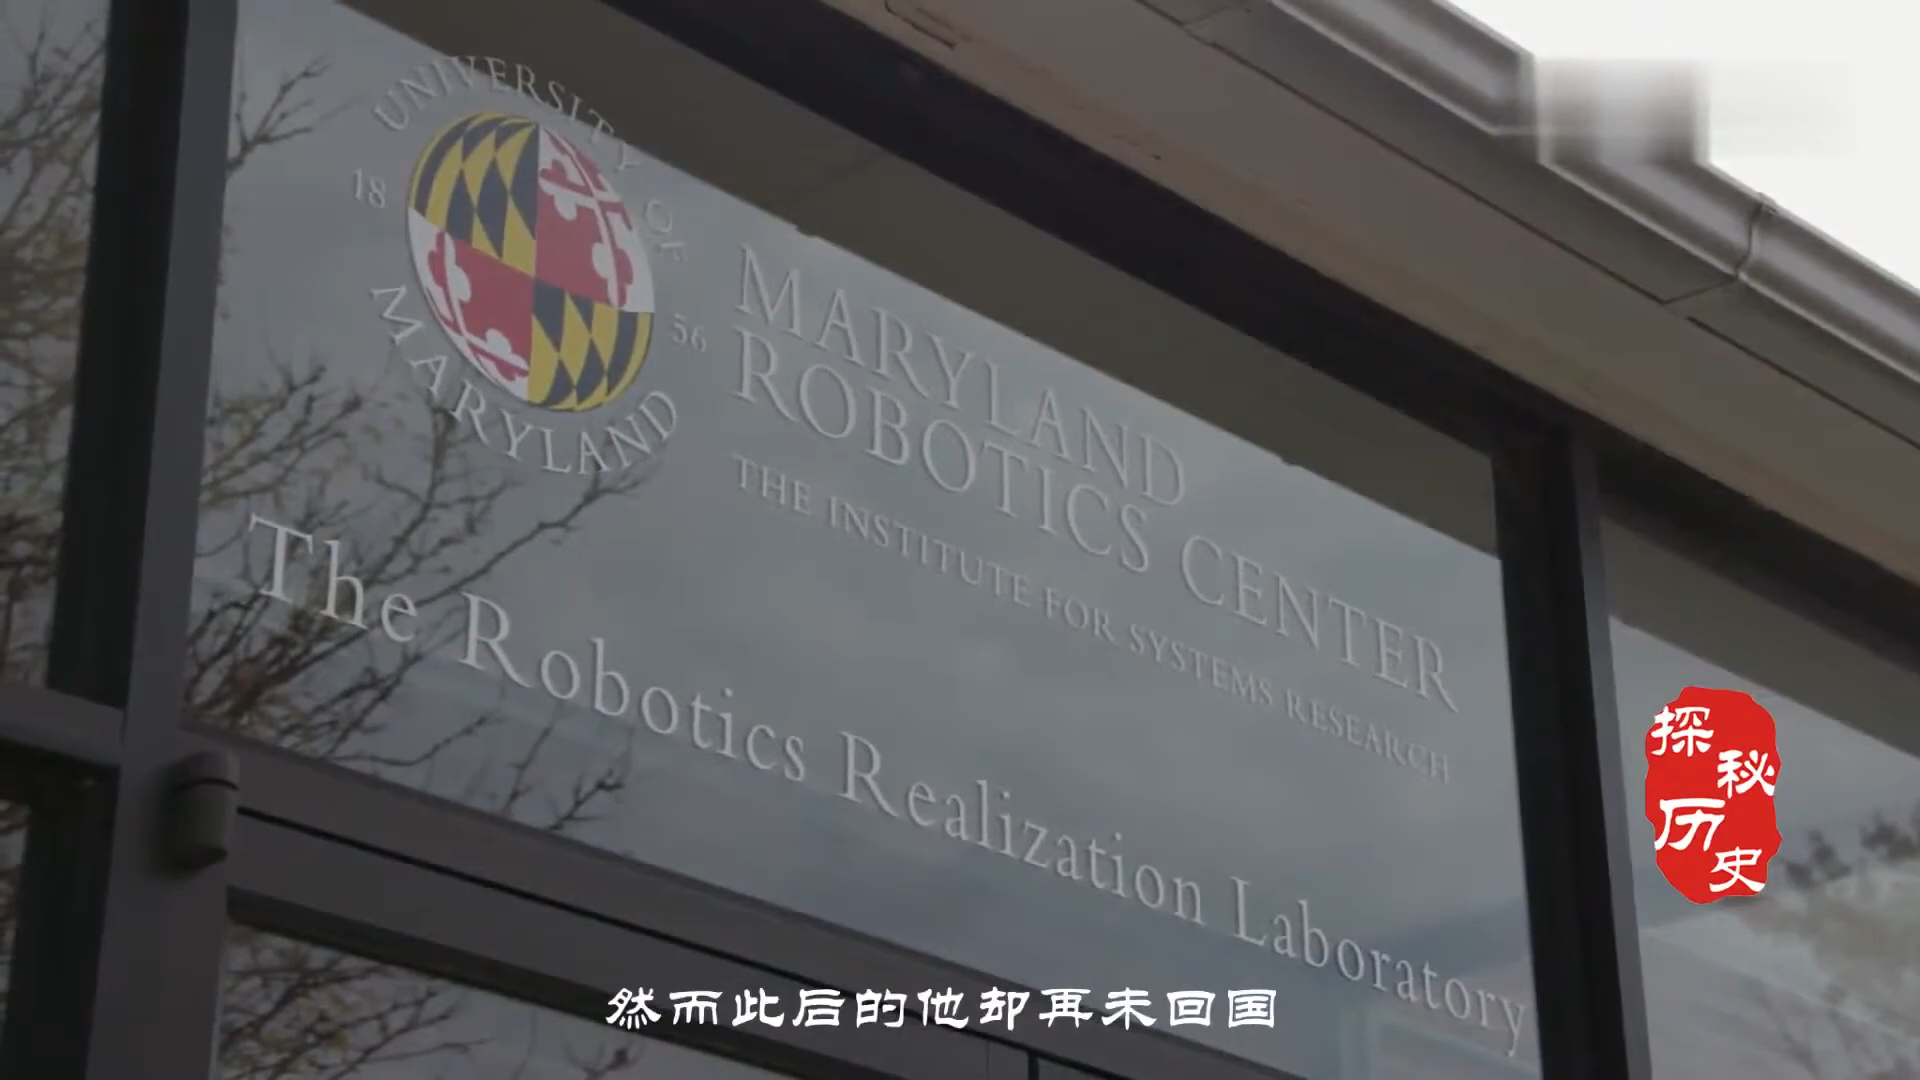 UNIVERSITY OF
MARYLAND
18
56
MARYLAND
ROBOTICS CENTER
THE INSTITUTE FOR SYSTEMS RESEARCH
The Robotics Realization Laboratory
探秘历史
然而此后的他却再未回国